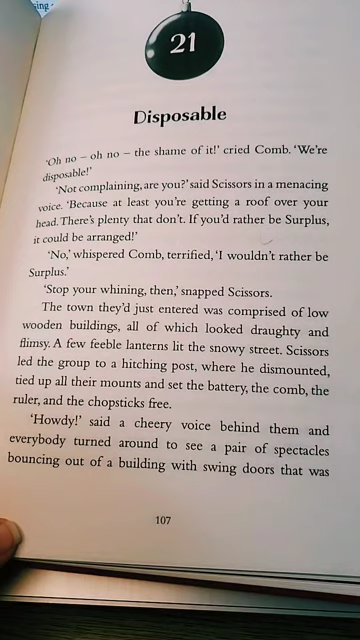 21
Disposable
‘Oh no – oh no – the shame of it!’ cried Comb. ‘We’re
disposable!’
‘Not complaining, are you?’ said Scissors in a menacing
voice. ‘Because at least you’re getting a roof over your
head. There’s plenty that don’t. If you’d rather be Surplus,
it could be arranged!’
‘No,’ whispered Comb, terrified, ‘I wouldn’t rather be
Surplus.’
‘Stop your whining, then,’ snapped Scissors.
The town they’d just entered was comprised of low
wooden buildings, all of which looked draughty and
flimsy. A few feeble lanterns lit the snowy street. Scissors
led the group to a hitching post, where he dismounted,
tied up all their mounts and set the battery, the comb, the
ruler, and the chopsticks free.
‘Howdy!’ said a cheery voice behind them and
everybody turned around to see a pair of spectacles
bouncing out of a building with swing doors that was
107